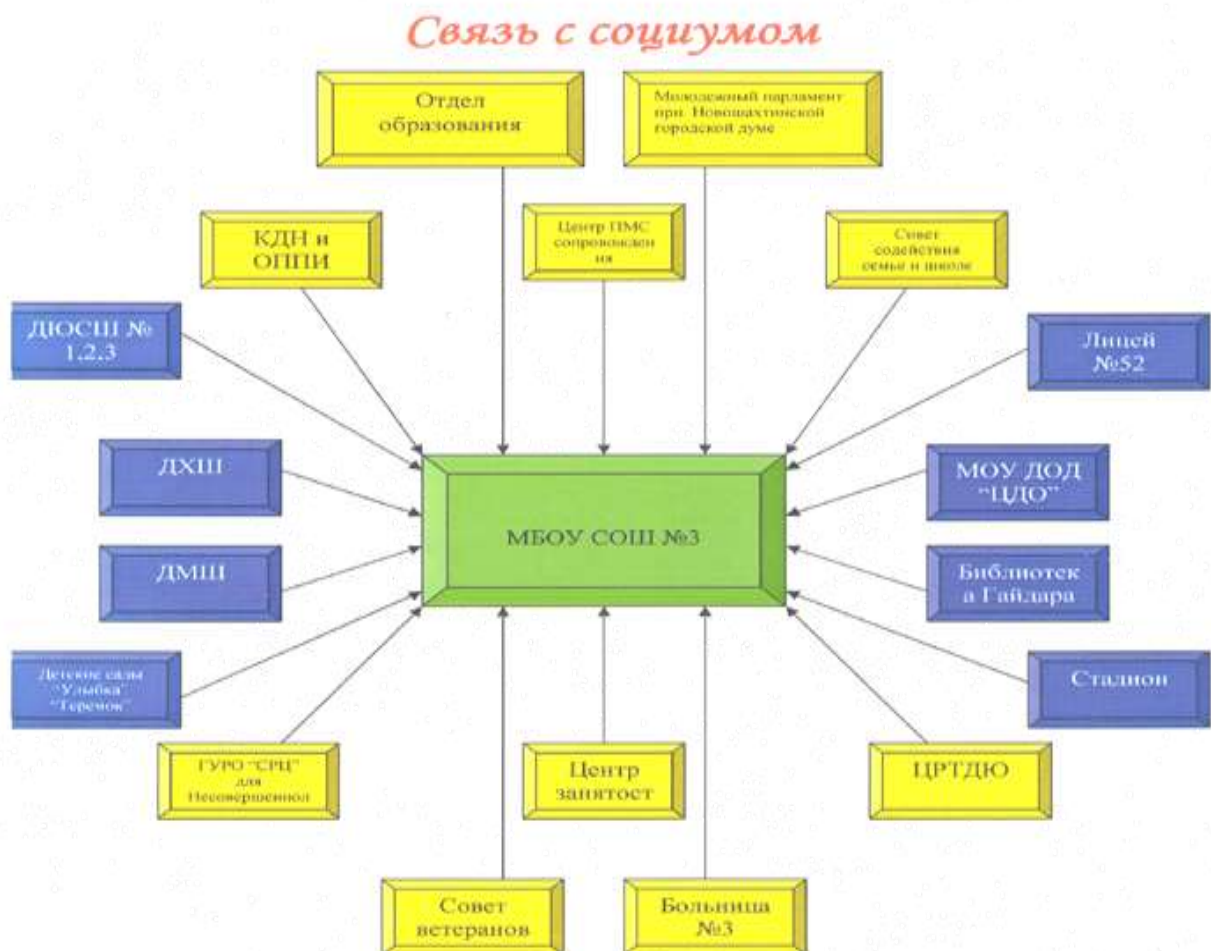 Связь с социумом
Отдел
образования
Молодежный парламент
при Новошахтинской
городской думе
КДН и
ОППИ
Центр ПМС
сопровожден
ия
Совет
содействия
семье и школе
ДЮСШ №
1.2.3
Лицей
№52
ДХШ
МОУ ДОД
“ЦДО”
МБОУ СОШ №3
ДМШ
Библиотек
а Гайдара
Детские сады
“Улыбка”
“Теремок”
Стадион
ГУРО “СРЦ”
для
Несовершеннол
Центр
занятост
ЦРТДЮ
Совет
ветеранов
Больница
№3